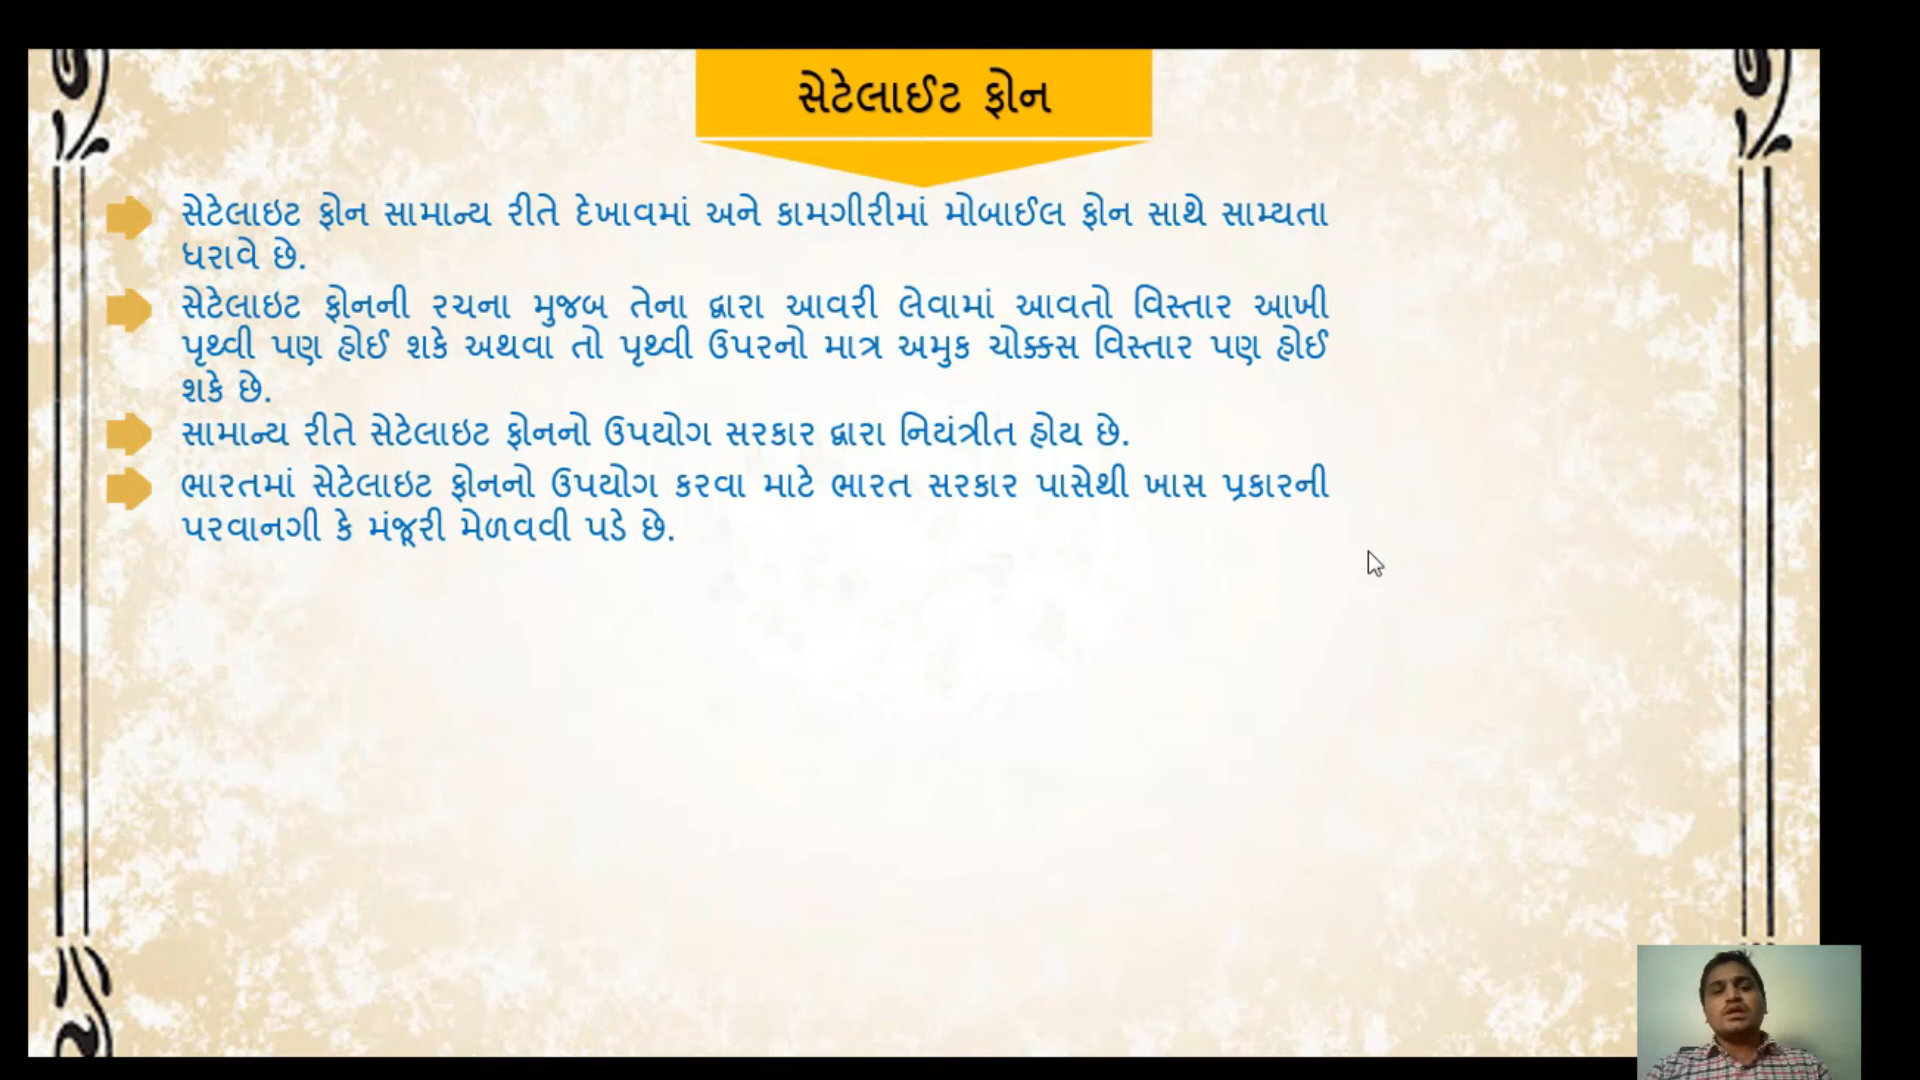 સેટેલાઈટ ફોન
સેટેલાઇટ ફોન સામાન્ય રીતે દેખાવમાં અને કામગીરીમાં મોબાઈલ ફોન સાથે સામ્યતા
ધરાવે છે.
સેટેલાઇટ ફોનની રચના મુજબ તેના દ્વારા આવરી લેવામાં આવતો વિસ્તાર આખી
પૃથ્વી પણ હોઈ શકે અથવા તો પૃથ્વી ઉપરનો માત્ર અમુક ચોક્કસ વિસ્તાર પણ હોઈ
શકે છે.
સામાન્ય રીતે સેટેલાઇટ ફોનનો ઉપયોગ સરકાર દ્વારા નિયંત્રીત હોય છે.
ભારતમાં સેટેલાઇટ ફોનનો ઉપયોગ કરવા માટે ભારત સરકાર પાસેથી ખાસ પ્રકારની
પરવાનગી કે મંજૂરી મેળવવી પડે છે.